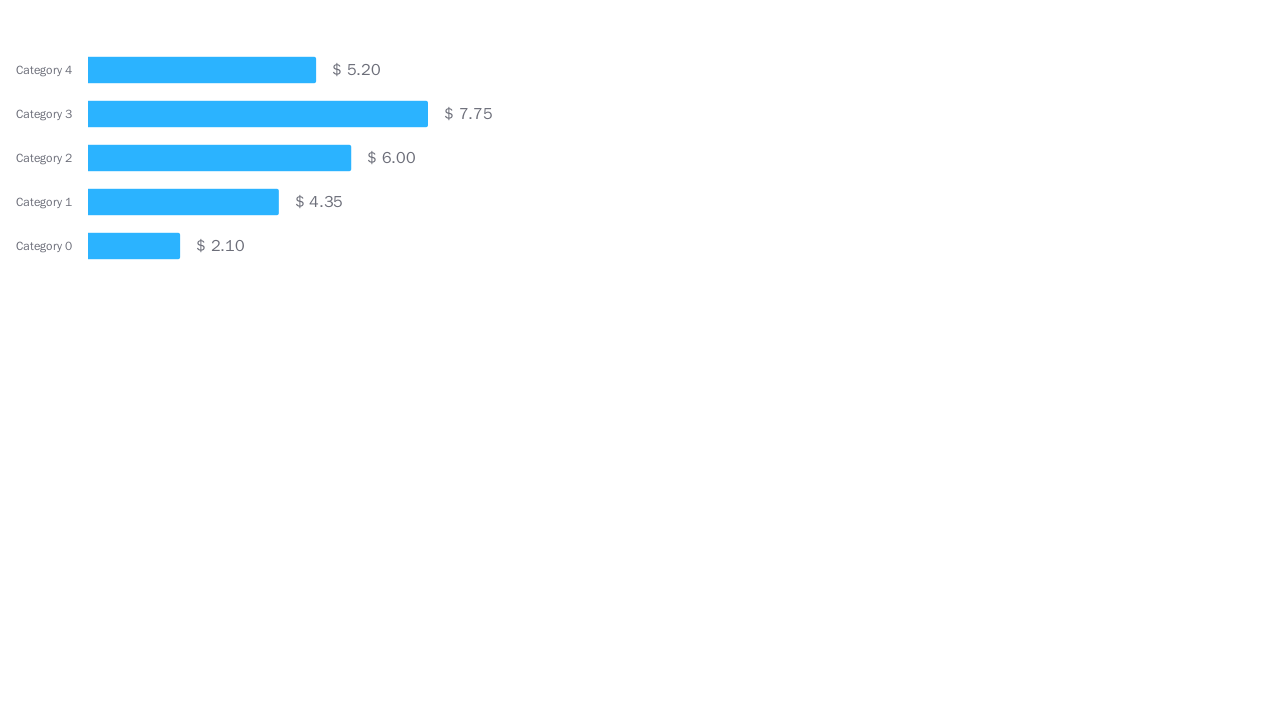 Category 4 $ 5.20
Category 3 $ 7.75
Category 2 $ 6.00
Category 1 $ 4.35
Category 0 $ 2.10